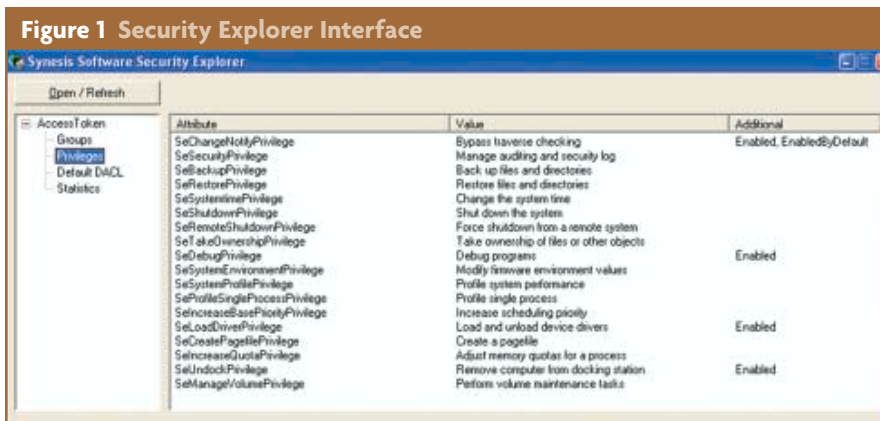 Figure 1 Security Explorer Interface
Synesis Software Security Explorer
Open / Refresh
AccessToken
Groups
Privileges
Default DACL
Statistics
Attribute Value Additional
SeChangeNotifyPrivilege Bypass traverse checking Enabled, EnabledByDefault
SeSecurityPrivilege Manage auditing and security log
SeBackupPrivilege Back up files and directories
SeRestorePrivilege Restore files and directories
SeSystemtimePrivilege Change the system time
SeShutdownPrivilege Shut down the system
SeRemoteShutdownPrivilege Force shutdown from a remote system
SeTakeOwnershipPrivilege Take ownership of files or other objects
SeDebugPrivilege Debug programs Enabled
SeSystemEnvironmentPrivilege Modify firmware environment values
SeSystemProfilePrivilege Profile system performance
SeProfileSingleProcessPrivilege Profile single process
SeIncreaseBasePriorityPrivilege Increase scheduling priority
SeLoadDriverPrivilege Load and unload device drivers Enabled
SeCreatePagefilePrivilege Create a pagefile
SeIncreaseQuotaPrivilege Adjust memory quotas for a process
SeUndockPrivilege Remove computer from docking station Enabled
SeManageVolumePrivilege Perform volume maintenance tasks